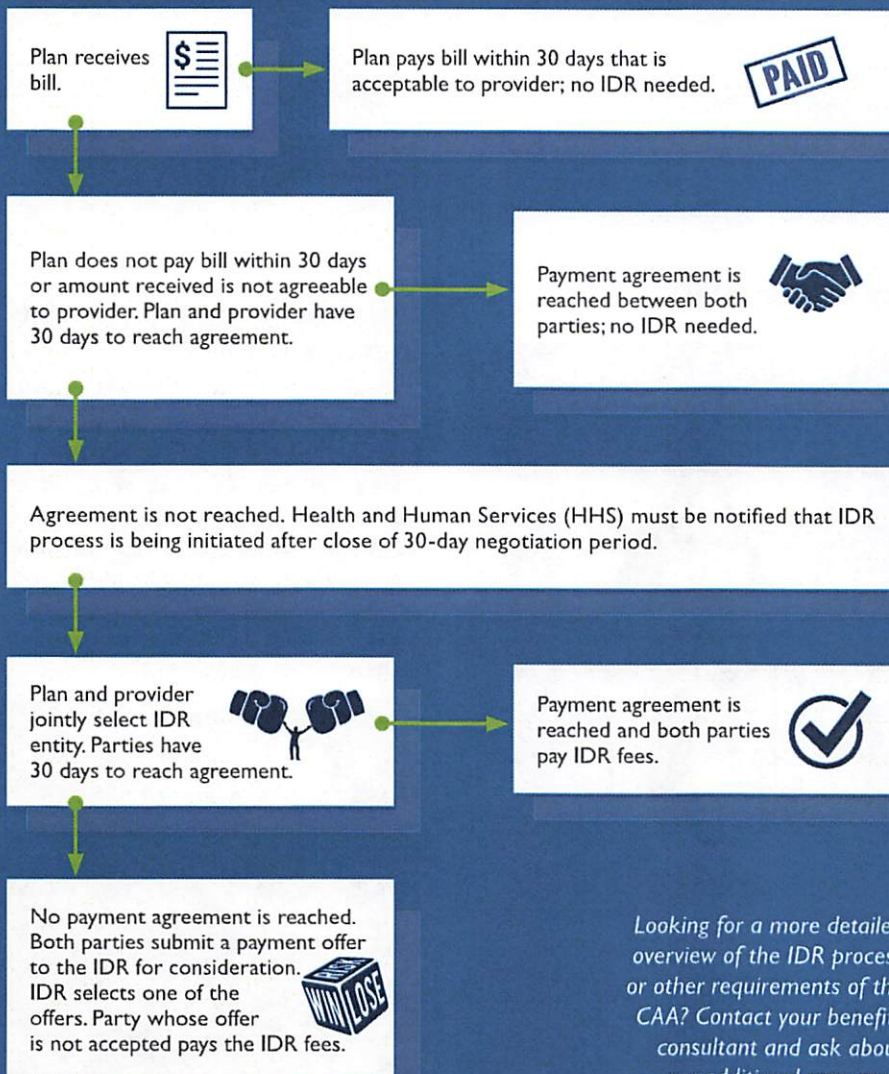 Plan receives
bill.
$
Plan pays bill within 30 days that is
acceptable to provider; no IDR needed.
PAID
Plan does not pay bill within 30 days
or amount received is not agreeable
to provider. Plan and provider have
30 days to reach agreement.
Payment agreement is
reached between both
parties; no IDR needed.
Agreement is not reached. Health and Human Services (HHS) must be notified that IDR
process is being initiated after close of 30-day negotiation period.
Plan and provider
jointly select IDR
entity. Parties have
30 days to reach agreement.
Payment agreement is
reached and both parties
pay IDR fees.
No payment agreement is reached.
Both parties submit a payment offer
to the IDR for consideration.
IDR selects one of the
offers. Party whose offer
is not accepted pays the IDR fees.
RISK
WIN LOSE
Looking for a more detaile
overview of the IDR proces
or other requirements of th
CAA? Contact your benefit
consultant and ask abou